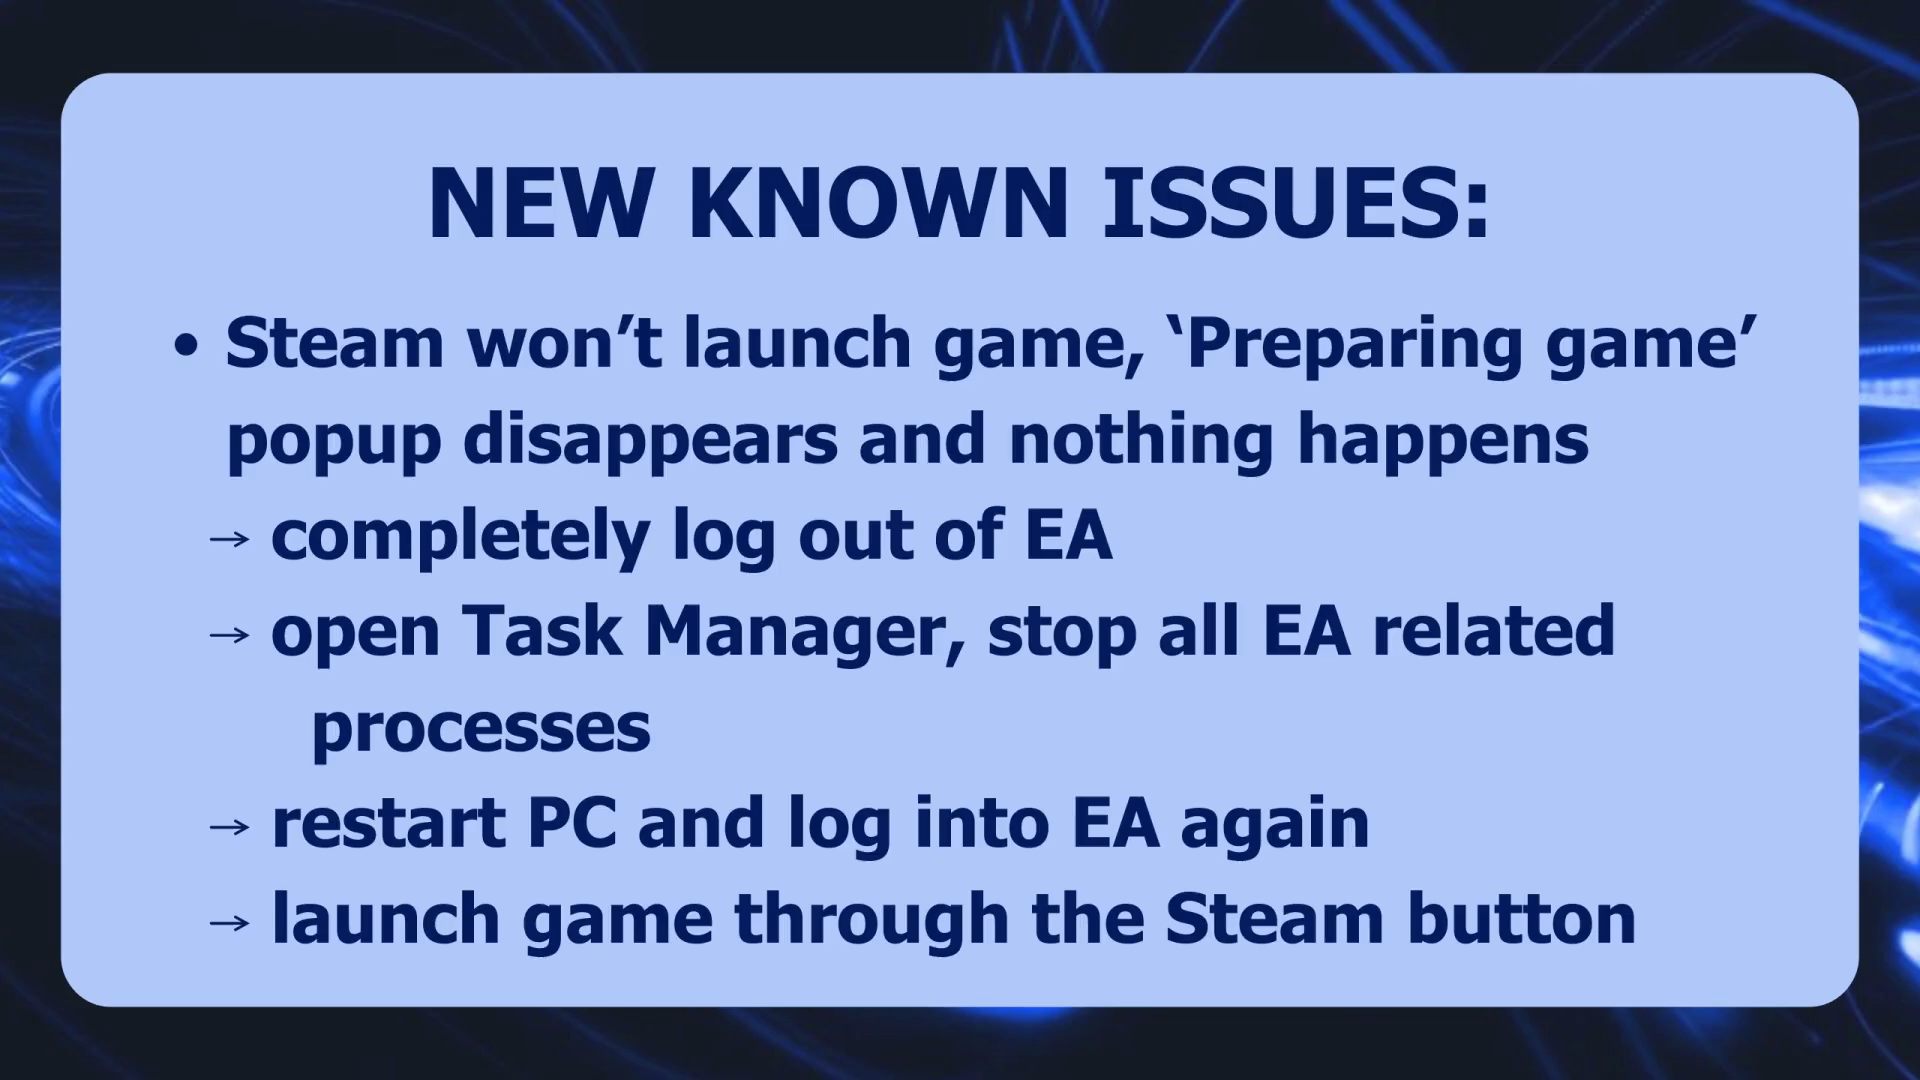 NEW KNOWN ISSUES:
• Steam won’t launch game, ‘Preparing game’
popup disappears and nothing happens
→ completely log out of EA
→ open Task Manager, stop all EA related
processes
→ restart PC and log into EA again
→ launch game through the Steam button